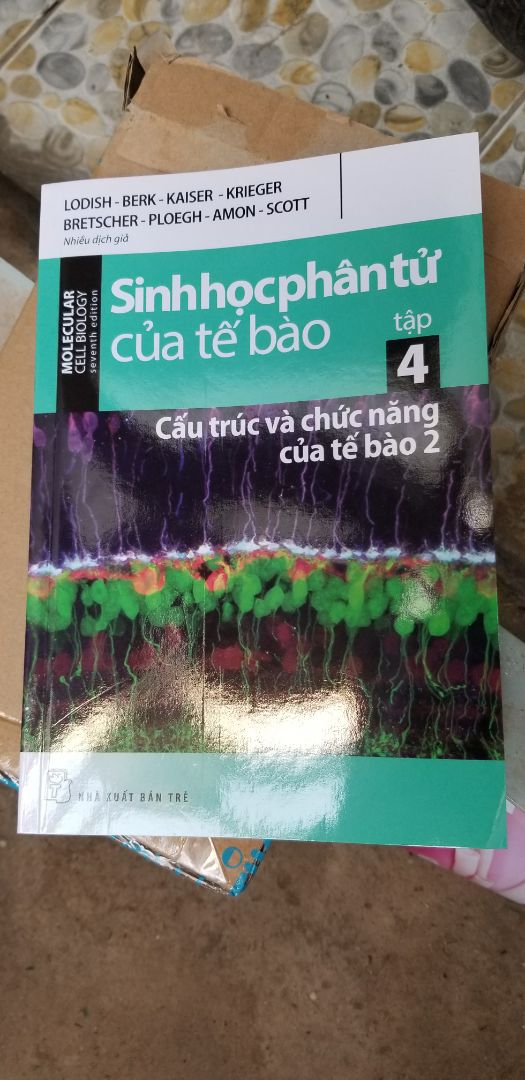 LODISH - BERK - KAISER - KRIEGER
BRETSCHER - PLOEGH - AMON - SCOTT
Nhiều dịch giả
MOLECULAR
CELL BIOLOGY
seventh edition
Sinh học phân tử
của tế bào
tập
4
Cấu trúc và chức năng
của tế bào 2
NHÀ XUẤT BẢN TRẺ